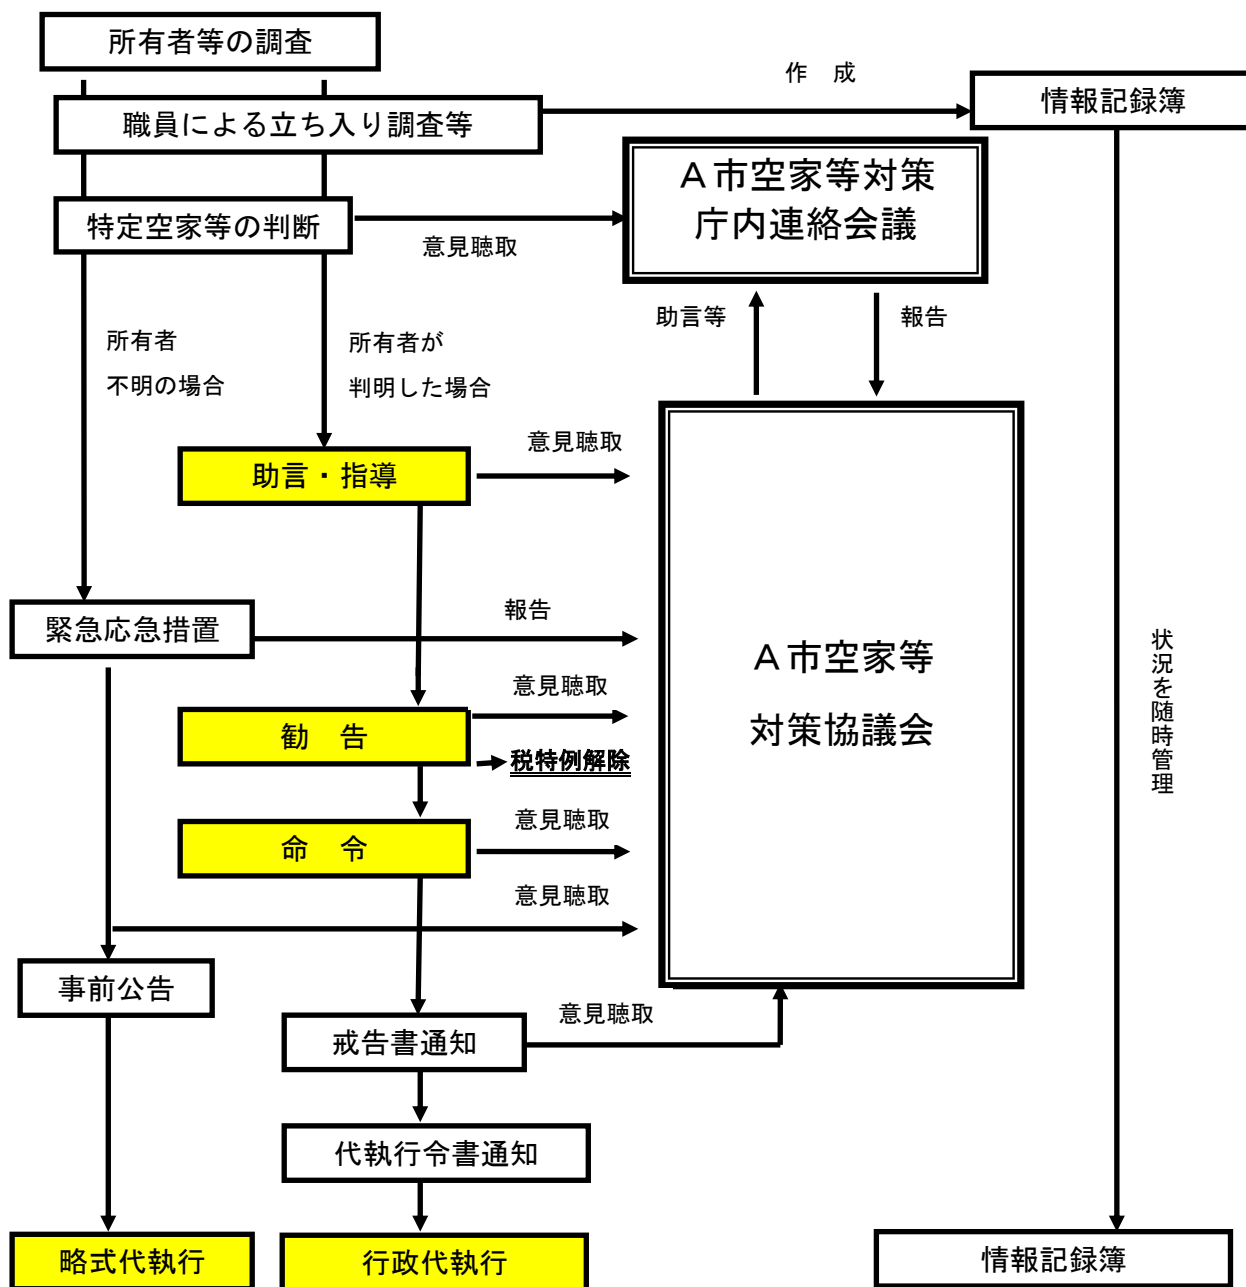 所有者等の調査
作　成
情報記録簿
職員による立ち入り調査等
Ａ市空家等対策
庁内連絡会議
特定空家等の判断
意見聴取
助言等
報告
所有者
不明の場合
所有者が
判明した場合
助言・指導
意見聴取
緊急応急措置
報告
Ａ市空家等
対策協議会
状況を随時管理
勧　告
意見聴取
税特例解除
命　令
意見聴取
意見聴取
事前公告
戒告書通知
意見聴取
代執行令書通知
略式代執行
行政代執行
情報記録簿